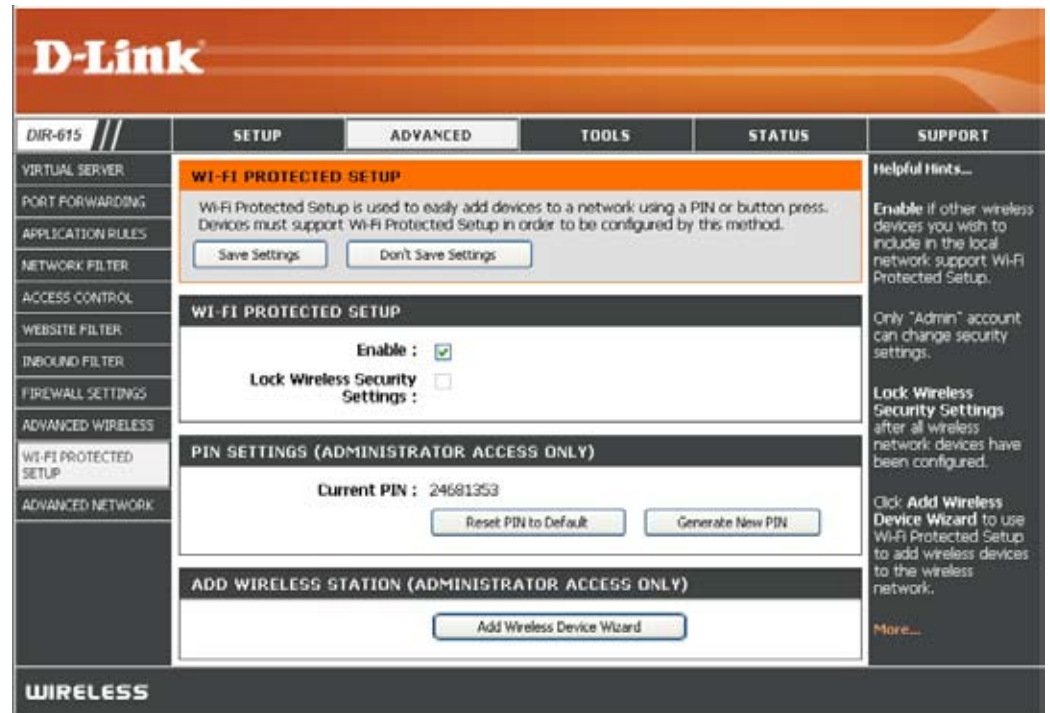 D-Link
DIR-615
SETUP
ADVANCED
TOOLS
STATUS
SUPPORT
VIRTUAL SERVER
PORT FORWARDING
APPLICATION RULES
NETWORK FILTER
ACCESS CONTROL
WEBSITE FILTER
INBOUND FILTER
FIREWALL SETTINGS
ADVANCED WIRELESS
WI-FI PROTECTED
SETUP
ADVANCED NETWORK
WI-FI PROTECTED SETUP
Wi-Fi Protected Setup is used to easily add devices to a network using a PIN or button press.
Devices must support Wi-Fi Protected Setup in order to be configured by this method.
Save Settings
Don't Save Settings
WI-FI PROTECTED SETUP
Enable :
Lock Wireless Security
Settings :
PIN SETTINGS (ADMINISTRATOR ACCESS ONLY)
Current PIN : 24681353
Reset PIN to Default
Generate New PIN
ADD WIRELESS STATION (ADMINISTRATOR ACCESS ONLY)
Add Wireless Device Wizard
Helpful Hints...
Enable if other wireless
devices you wish to
include in the local
network support Wi-Fi
Protected Setup.
Only "Admin" account
can change security
settings.
Lock Wireless
Security Settings
after all wireless
network devices have
been configured.
Click Add Wireless
Device Wizard to use
Wi-Fi Protected Setup
to add wireless devices
to the wireless
network.
More...
WIRELESS